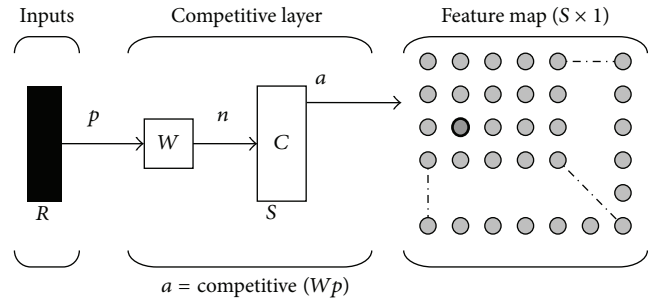 Inputs
Competitive layer
Feature map (S × 1)
a
p
n
W
C
R
S
a = competitive (Wp)